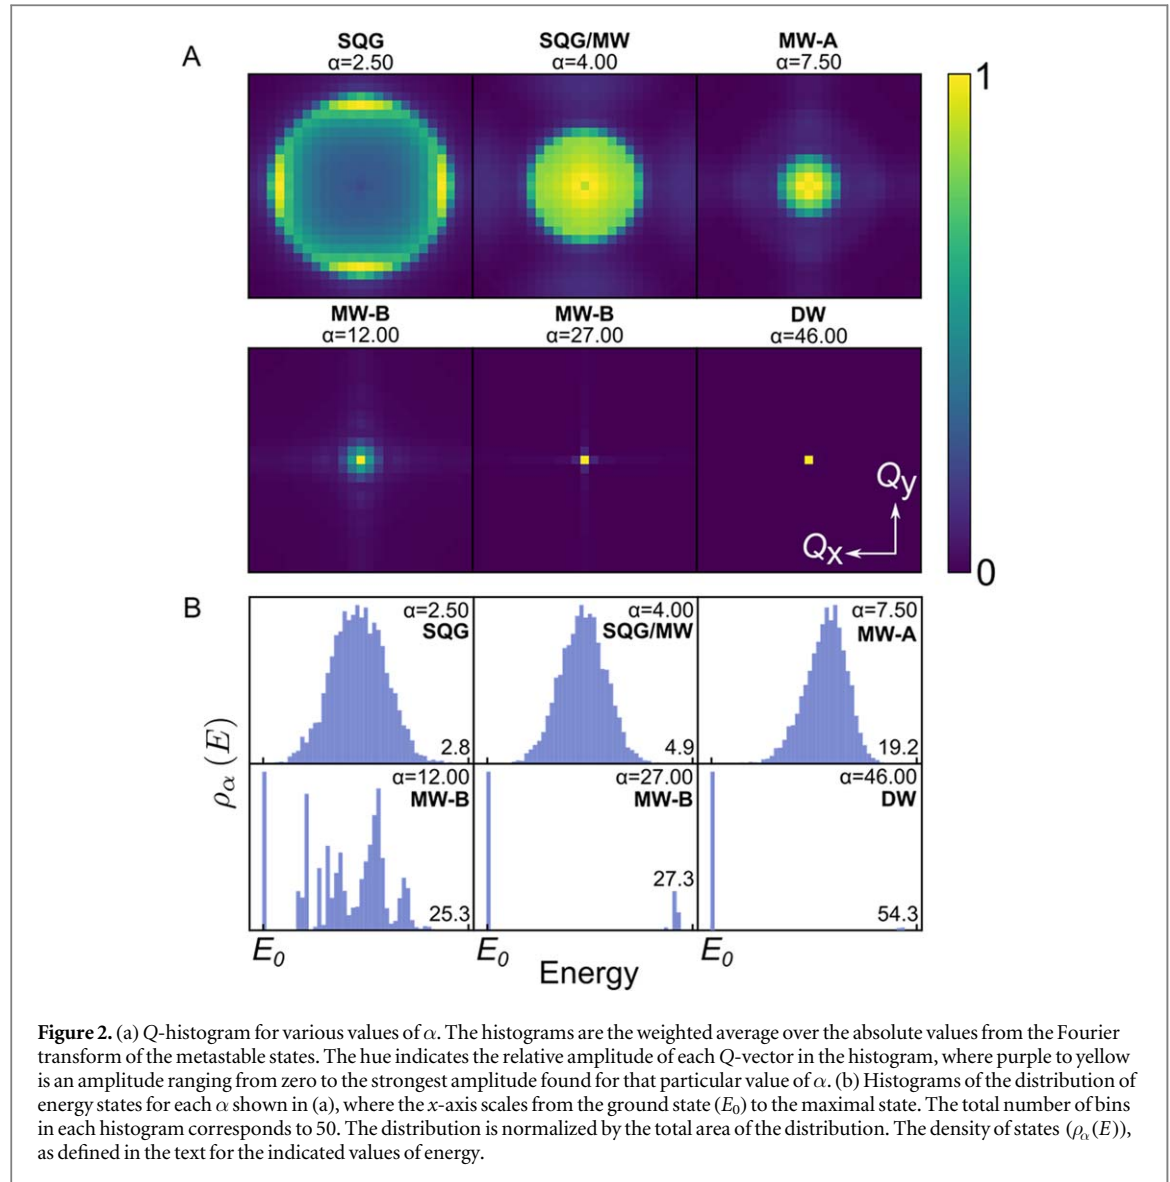 A
SQG
α=2.50
SQG/MW
α=4.00
MW-A
α=7.50
1
MW-B
α=12.00
MW-B
α=27.00
DW
α=46.00
Qy
Qx
0
B
α=2.50
SQG
2.8
α=4.00
SQG/MW
4.9
α=7.50
MW-A
19.2
ρα (E)
α=12.00
MW-B
25.3
α=27.00
MW-B
27.3
α=46.00
DW
54.3
E0
E0
E0
Energy
Figure 2. (a) Q-histogram for various values of α. The histograms are the weighted average over the absolute values from the Fourier
transform of the metastable states. The hue indicates the relative amplitude of each Q-vector in the histogram, where purple to yellow
is an amplitude ranging from zero to the strongest amplitude found for that particular value of α. (b) Histograms of the distribution of
energy states for each α shown in (a), where the x-axis scales from the ground state (E0) to the maximal state. The total number of bins
in each histogram corresponds to 50. The distribution is normalized by the total area of the distribution. The density of states (ρα(E)),
as defined in the text for the indicated values of energy.